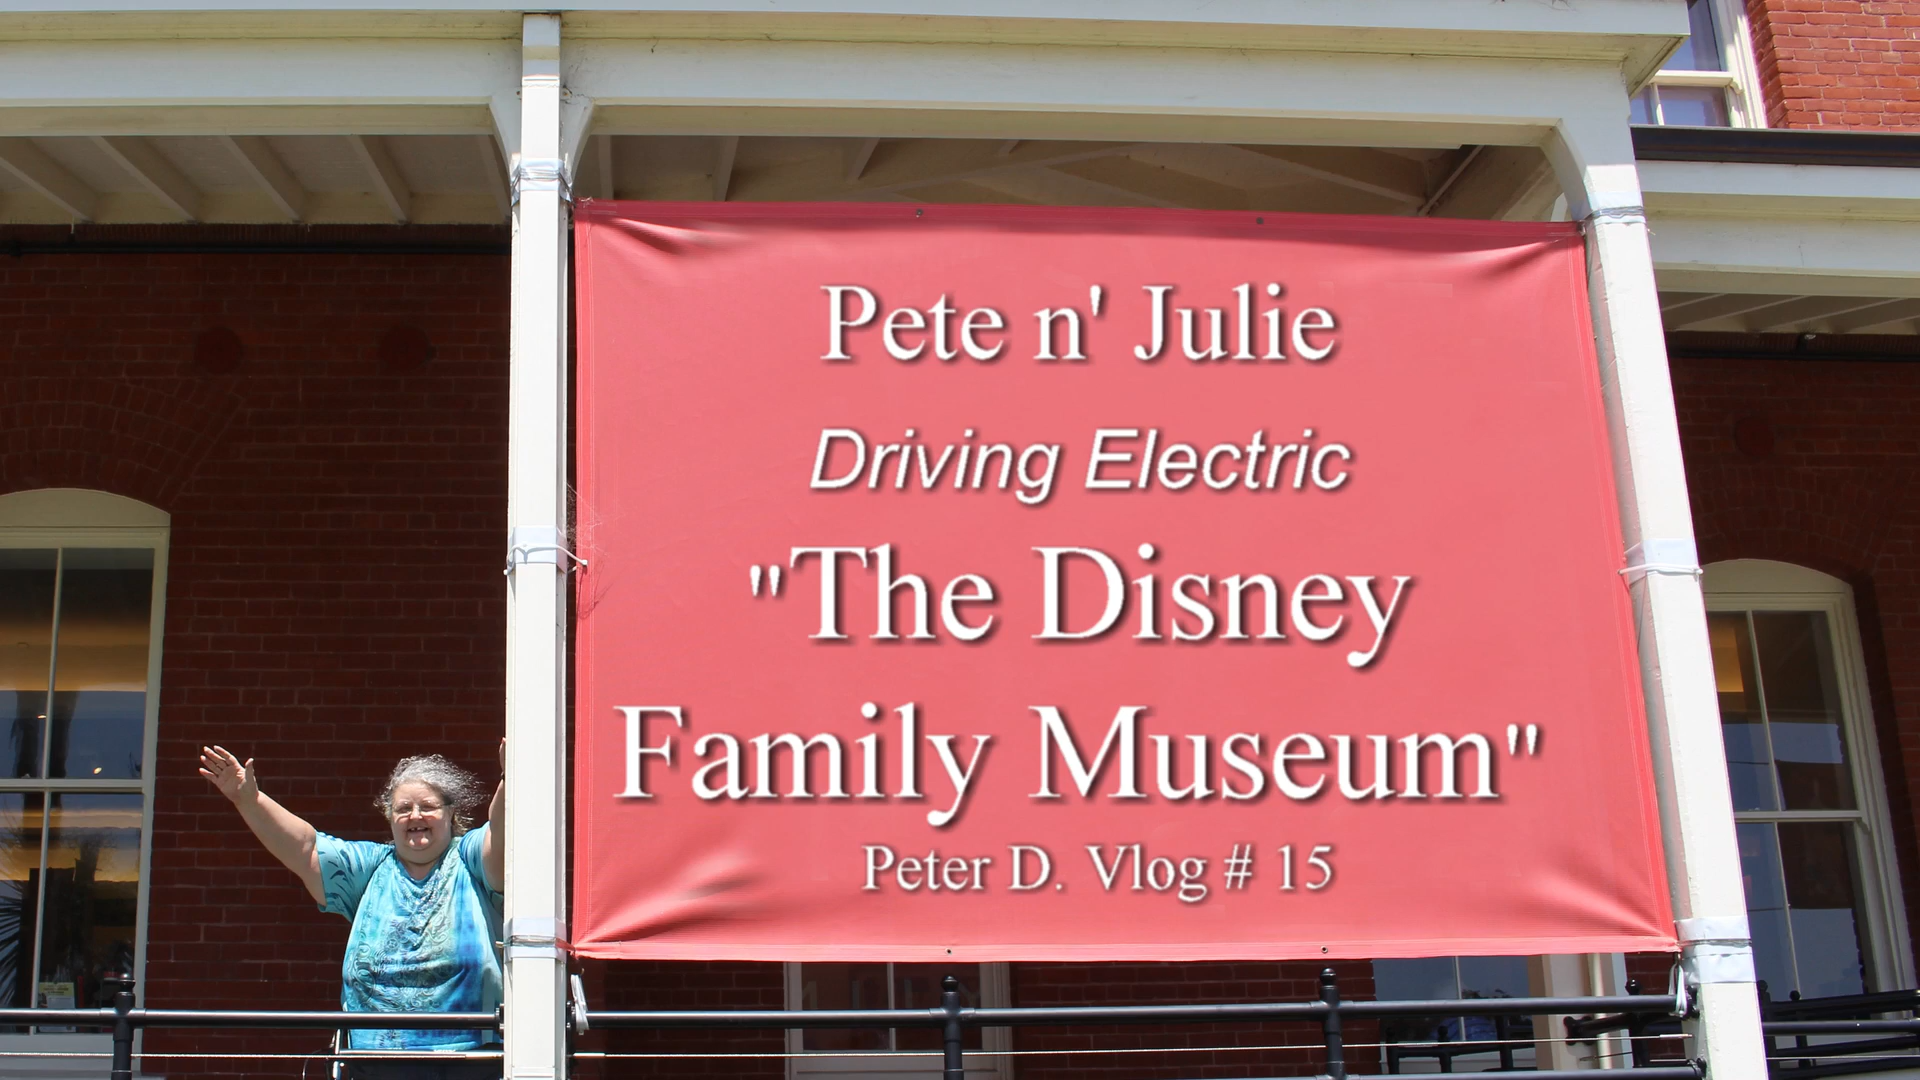 Pete n' Julie
Driving Electric
"The Disney
Family Museum"
Peter D. Vlog # 15